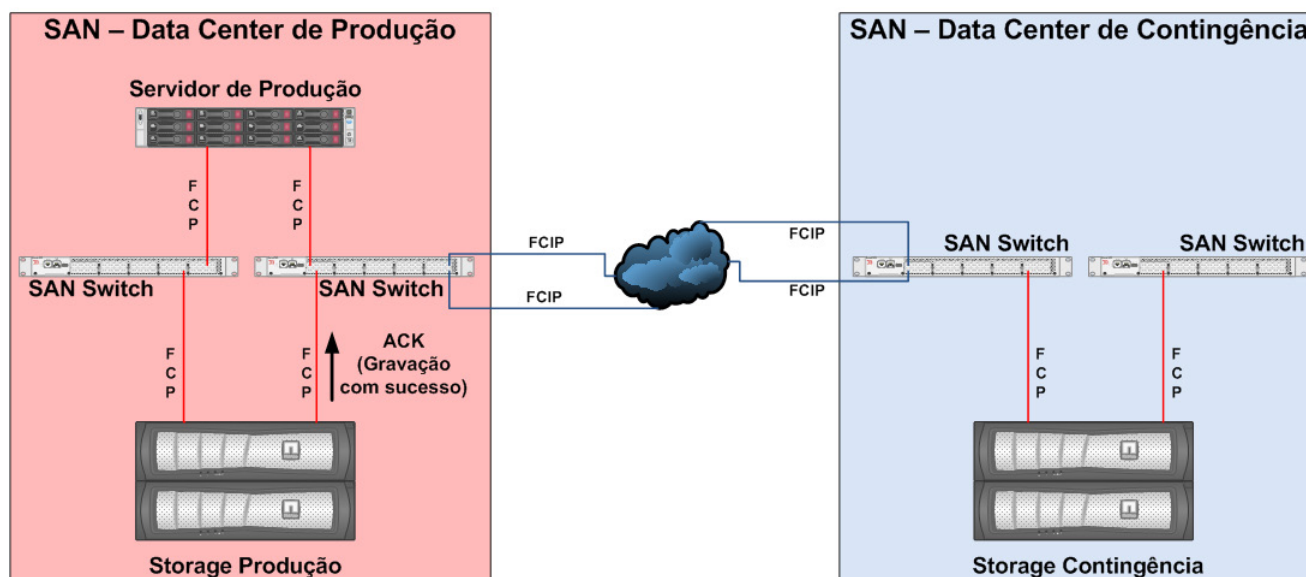 SAN – Data Center de Produção
SAN – Data Center de Contingência
Servidor de Produção
F
C
P
F
C
P
FCIP
FCIP
SAN Switch
SAN Switch
SAN Switch
SAN Switch
FCIP
FCIP
F
C
P
F
C
P
ACK
(Gravação
com sucesso)
F
C
P
F
C
P
Storage Produção
Storage Contingência